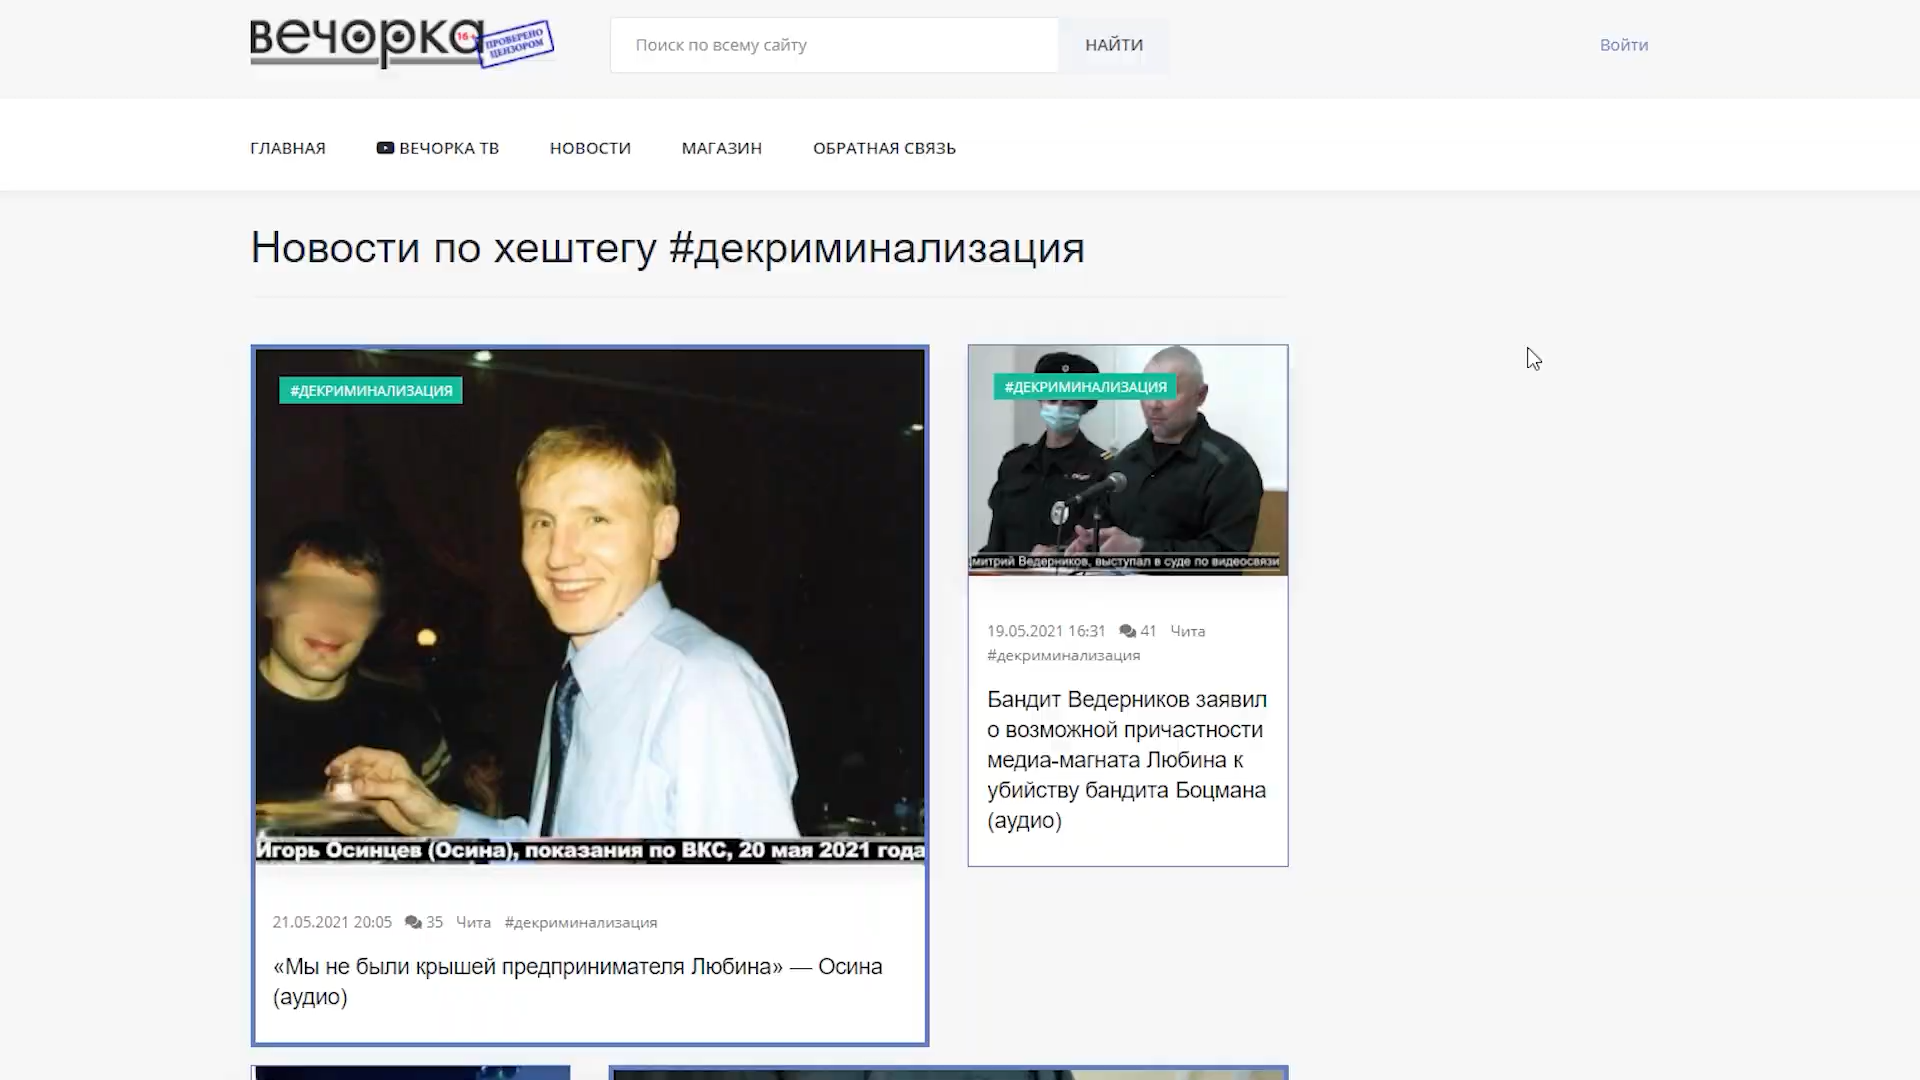 вечорка
16+
ПРОВЕРЕНО
ЦЕНЗОРОМ
Поиск по всему сайту
НАЙТИ
Войти
ГЛАВНАЯ
ВЕЧОРКА ТВ
НОВОСТИ
МАГАЗИН
ОБРАТНАЯ СВЯЗЬ
Новости по хештегу #декриминализация
#ДЕКРИМИНАЛИЗАЦИЯ
Игорь Осинцев (Осина), показания по ВКС, 20 мая 2021 года
21.05.2021 20:05 35 Чита #декриминализация
«Мы не были крышей предпринимателя Любина» — Осина
(аудио)
#ДЕКРИМИНАЛИЗАЦИЯ
митрий Ведерников, выступал в суде по видеосвязи
19.05.2021 16:31 41 Чита
#декриминализация
Бандит Ведерников заявил
о возможной причастности
медиа-магната Любина к
убийству бандита Боцмана
(аудио)